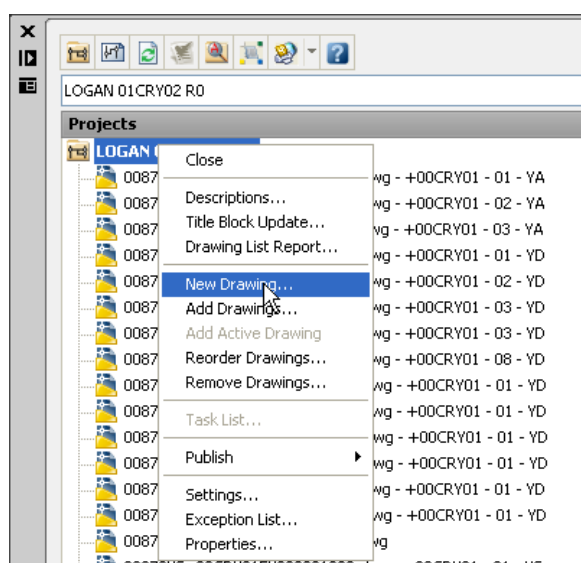 LOGAN 01CRY02 R0
Projects
LOGAN
Close
0087 wg - +00CRY01 - 01 - YA
Descriptions...
0087 wg - +00CRY01 - 02 - YA
Title Block Update...
0087 wg - +00CRY01 - 03 - YA
Drawing List Report...
0087 wg - +00CRY01 - 01 - YD
New Drawing...
0087 wg - +00CRY01 - 02 - YD
Add Drawings...
0087 wg - +00CRY01 - 03 - YD
Add Active Drawing
0087 wg - +00CRY01 - 03 - YD
Reorder Drawings...
0087 wg - +00CRY01 - 08 - YD
Remove Drawings...
0087 wg - +00CRY01 - 01 - YD
Task List...
0087 wg - +00CRY01 - 01 - YD
0087 wg - +00CRY01 - 01 - YD
Publish
0087 wg - +00CRY01 - 01 - YD
Settings...
0087 wg - +00CRY01 - 01 - YD
Exception List...
0087 wg - +00CRY01 - 01 - YD
Properties...
0087 wg